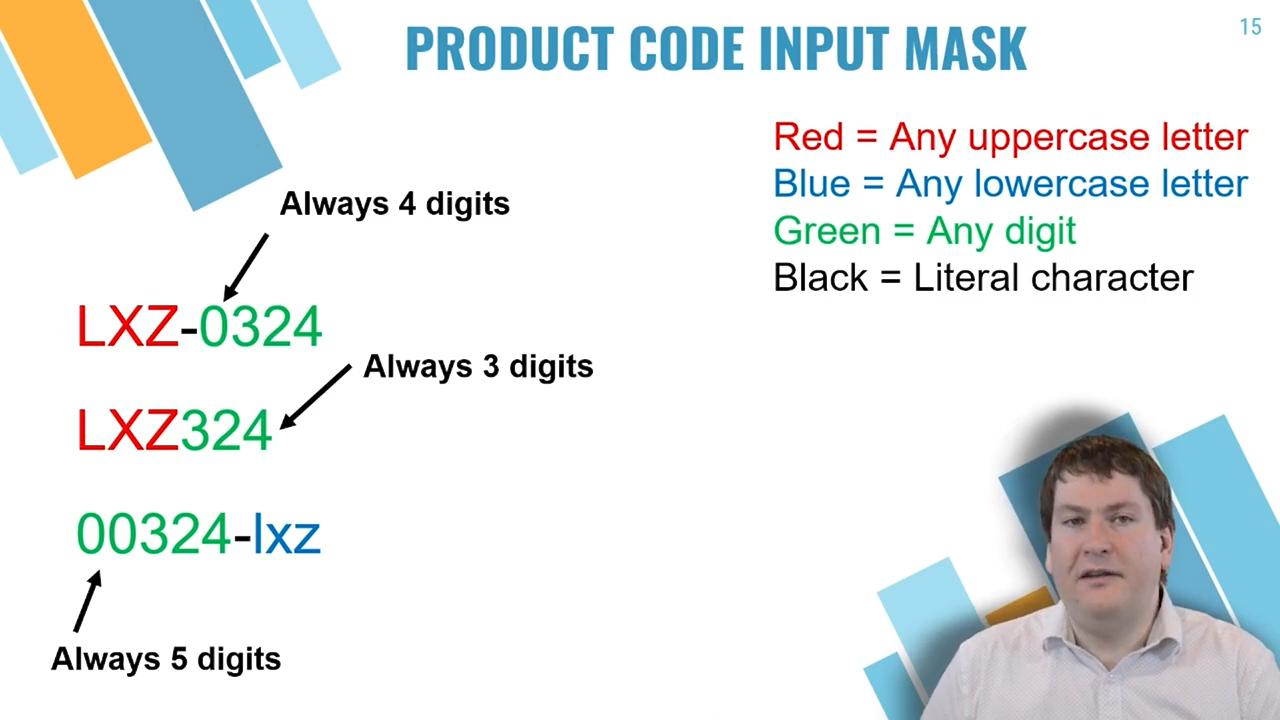 PRODUCT CODE INPUT MASK
15
Red = Any uppercase letter
Blue = Any lowercase letter
Green = Any digit
Black = Literal character
Always 4 digits
LXZ-0324
Always 3 digits
LXZ324
00324-lxz
Always 5 digits